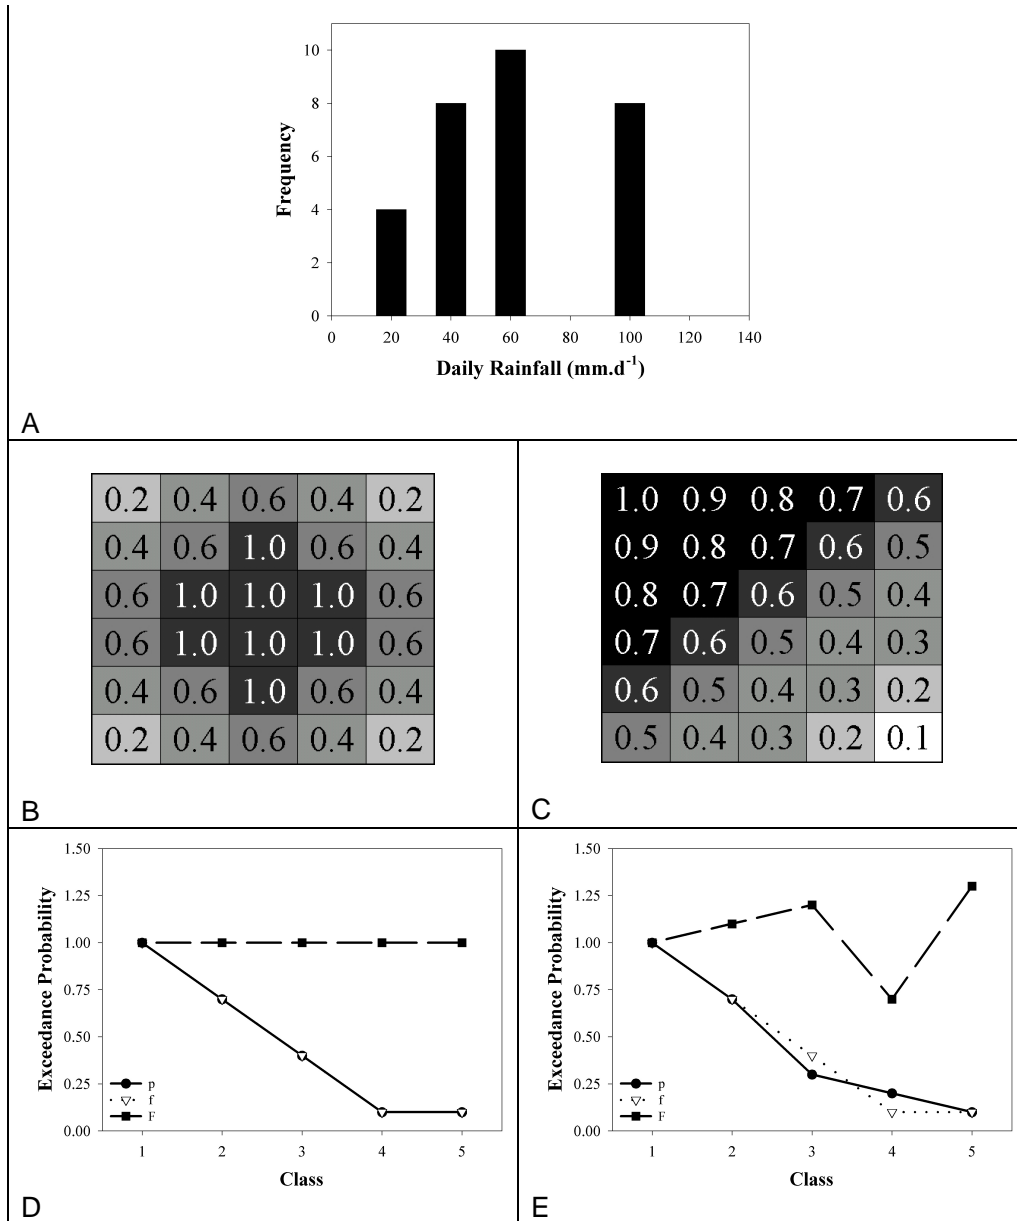 10
8
6
4
2
0
Frequency
0 20 40 60 80 100 120 140
Daily Rainfall (mm.d-1)
A
0.2 0.4 0.6 0.4 0.2
0.4 0.6 1.0 0.6 0.4
0.6 1.0 1.0 1.0 0.6
0.6 1.0 1.0 1.0 0.6
0.4 0.6 1.0 0.6 0.4
0.2 0.4 0.6 0.4 0.2
B
1.0 0.9 0.8 0.7 0.6
0.9 0.8 0.7 0.6 0.5
0.8 0.7 0.6 0.5 0.4
0.7 0.6 0.5 0.4 0.3
0.6 0.5 0.4 0.3 0.2
0.5 0.4 0.3 0.2 0.1
C
1.50
1.25
1.00
0.75
0.50
0.25
0.00
Exceedance Probability
p
f
F
1 2 3 4 5
Class
D
1.50
1.25
1.00
0.75
0.50
0.25
0.00
Exceedance Probability
p
f
F
1 2 3 4 5
Class
E